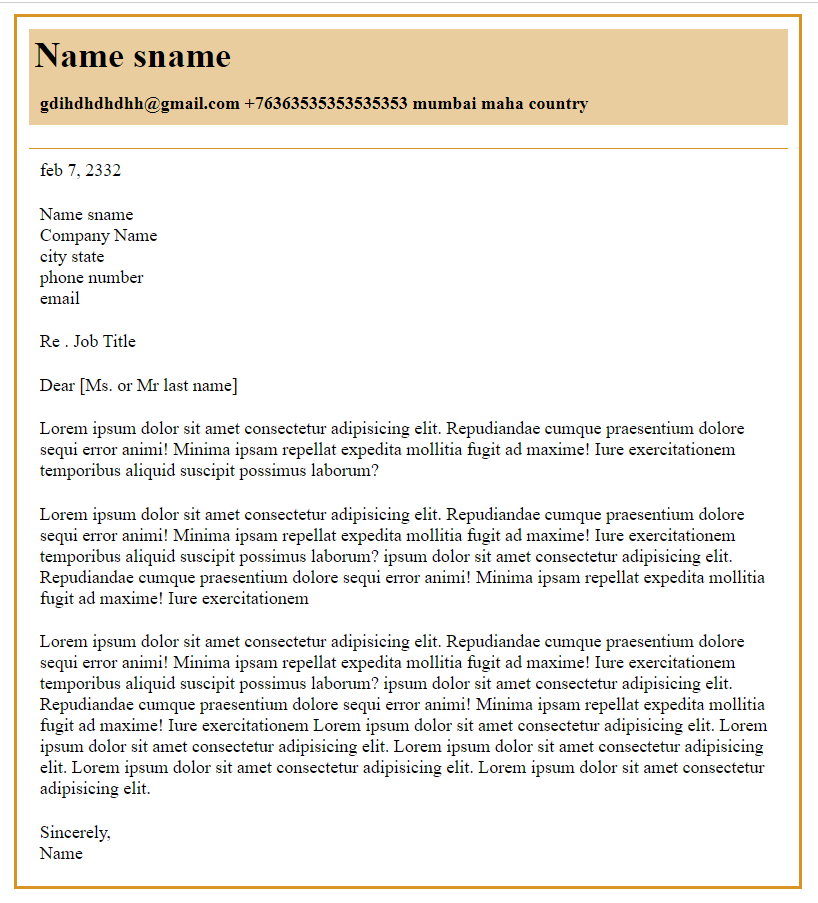 Name sname
gdihdhdhdhh@gmail.com +76363535353535353 mumbai maha country
feb 7, 2332
Name sname
Company Name
city state
phone number
email
Re . Job Title
Dear [Ms. or Mr last name]
Lorem ipsum dolor sit amet consectetur adipisicing elit. Repudiandae cumque praesentium dolore
sequi error animi! Minima ipsam repellat expedita mollitia fugit ad maxime! Iure exercitationem
temporibus aliquid suscipit possimus laborum?
Lorem ipsum dolor sit amet consectetur adipisicing elit. Repudiandae cumque praesentium dolore
sequi error animi! Minima ipsam repellat expedita mollitia fugit ad maxime! Iure exercitationem
temporibus aliquid suscipit possimus laborum? ipsum dolor sit amet consectetur adipisicing elit.
Repudiandae cumque praesentium dolore sequi error animi! Minima ipsam repellat expedita mollitia
fugit ad maxime! Iure exercitationem
Lorem ipsum dolor sit amet consectetur adipisicing elit. Repudiandae cumque praesentium dolore
sequi error animi! Minima ipsam repellat expedita mollitia fugit ad maxime! Iure exercitationem
temporibus aliquid suscipit possimus laborum? ipsum dolor sit amet consectetur adipisicing elit.
Repudiandae cumque praesentium dolore sequi error animi! Minima ipsam repellat expedita mollitia
fugit ad maxime! Iure exercitationem Lorem ipsum dolor sit amet consectetur adipisicing elit. Lorem
ipsum dolor sit amet consectetur adipisicing elit. Lorem ipsum dolor sit amet consectetur adipisicing
elit. Lorem ipsum dolor sit amet consectetur adipisicing elit. Lorem ipsum dolor sit amet consectetur
adipisicing elit.
Sincerely,
Name